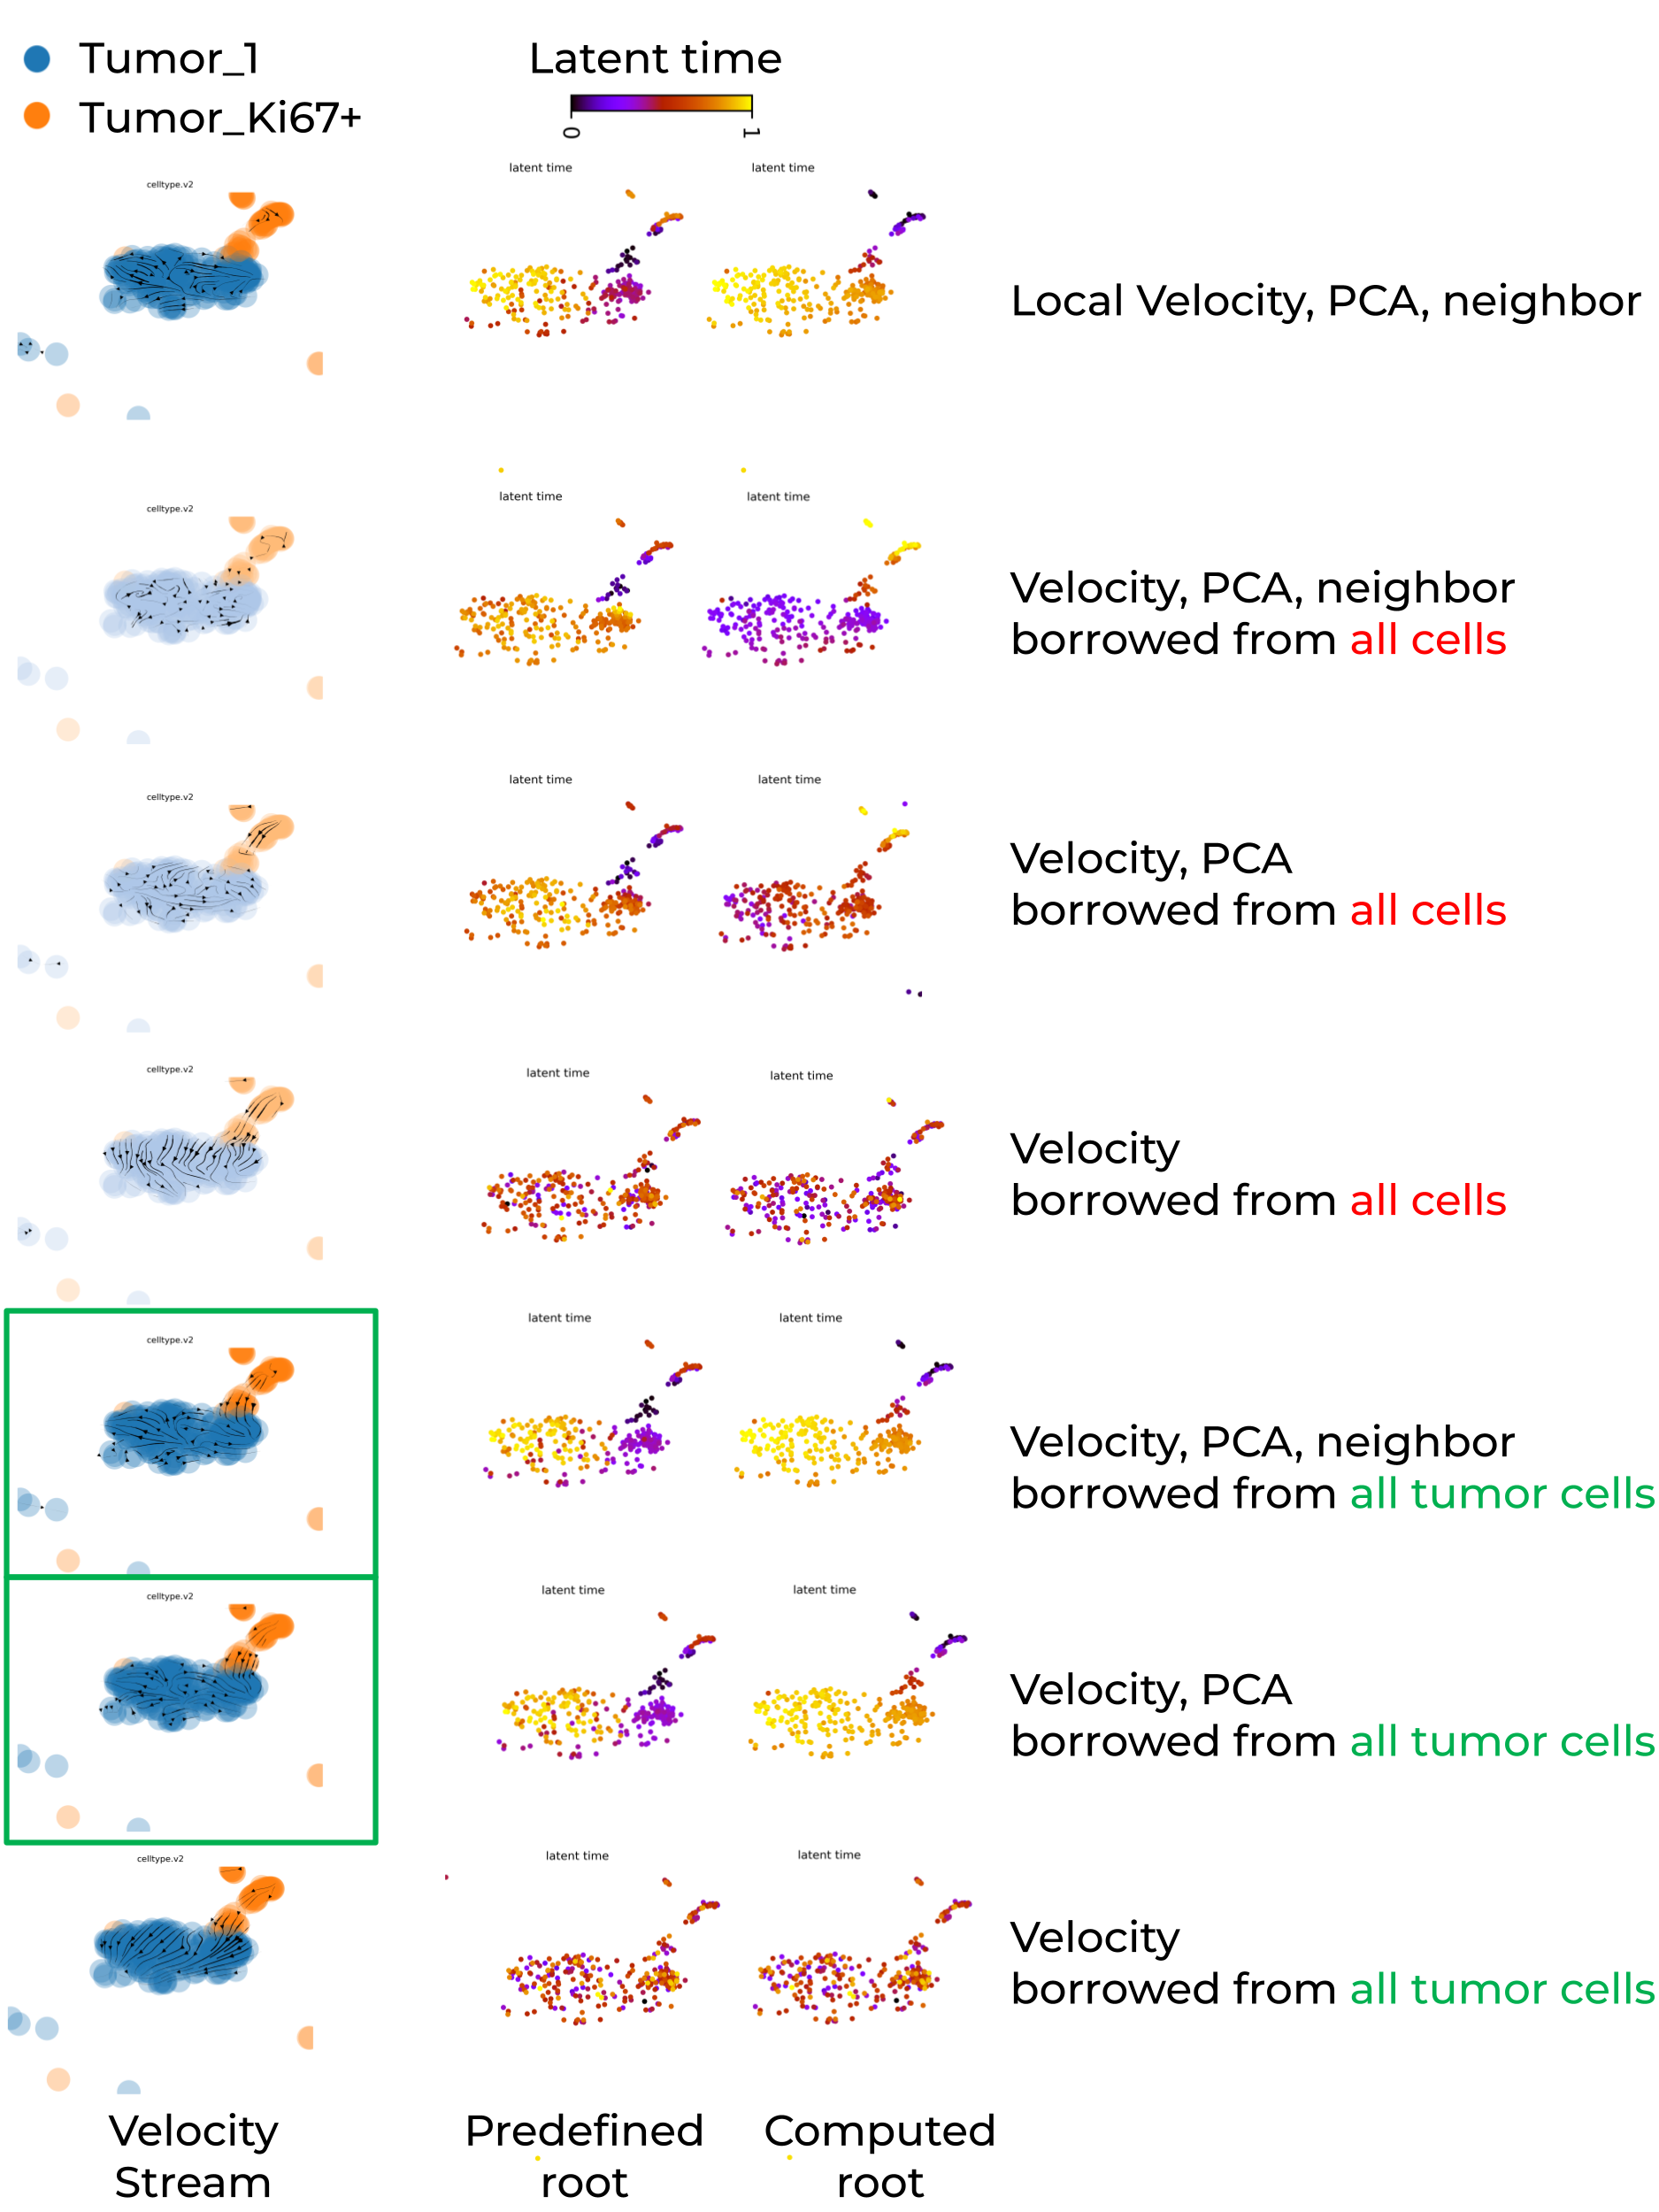 Tumor_1
Tumor_Ki67+
Latent time
0 1
celltype.v2
latent time latent time
Local Velocity, PCA, neighbor
celltype.v2
latent time latent time
Velocity, PCA, neighbor
borrowed from all cells
celltype.v2
latent time latent time
Velocity, PCA
borrowed from all cells
celltype.v2
latent time latent time
Velocity
borrowed from all cells
celltype.v2
latent time latent time
Velocity, PCA, neighbor
borrowed from all tumor cells
celltype.v2
latent time latent time
Velocity, PCA
borrowed from all tumor cells
celltype.v2
latent time latent time
Velocity
borrowed from all tumor cells
Velocity
Stream
Predefined
root
Computed
root